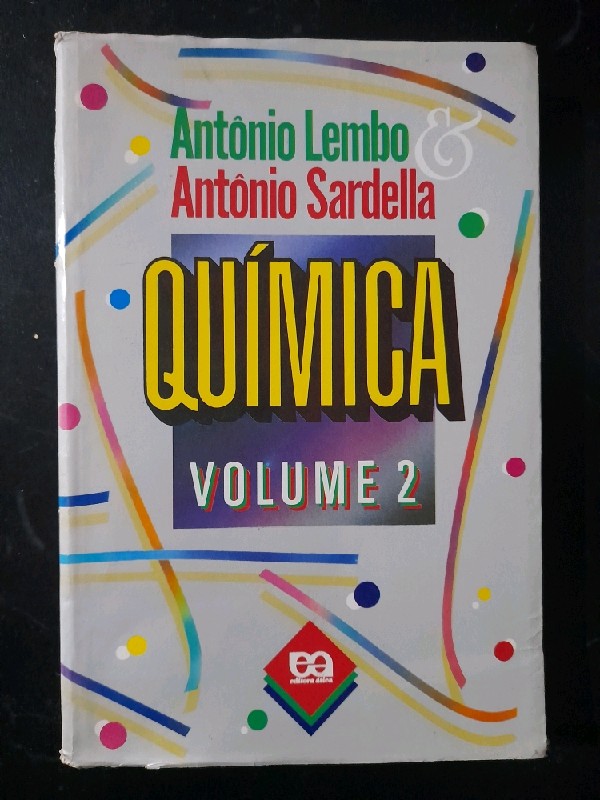 Antônio Lembo &
Antônio Sardella
QUÍMICA
VOLUME 2
ea
editora ática